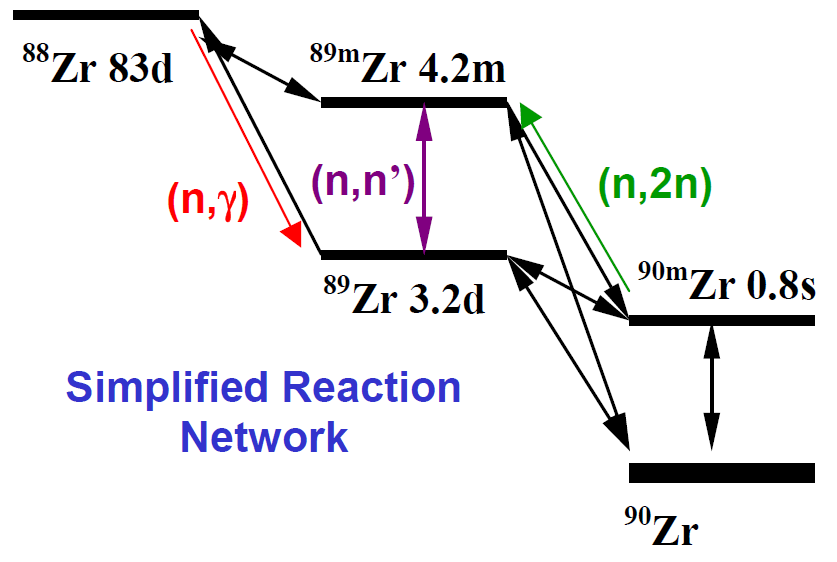 ⁸⁸Zr 83d
⁸⁹ᵐZr 4.2m
(n,γ)
(n,n’)
(n,2n)
⁸⁹Zr 3.2d
⁹⁰ᵐZr 0.8s
Simplified Reaction
Network
⁹⁰Zr